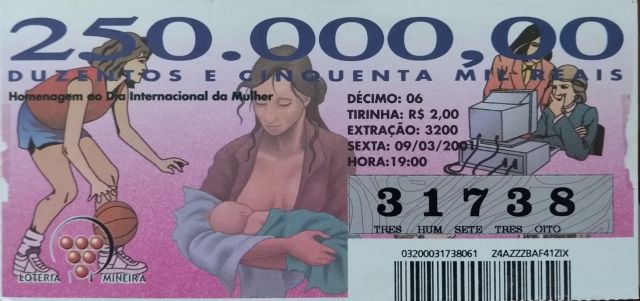 250.000,00
DUZENTOS E CINQUENTA MIL REAIS
Homenagem ao Dia Internacional da Mulher
DÉCIMO: 06
TIRINHA: R$ 2,00
EXTRAÇÃO: 3200
SEXTA: 09/03/2001
HORA:19:00
31738
TRES HUM SETE TRES OITO
LOTERIA MINEIRA
03200031738061 Z4AZZZBAF41ZIX